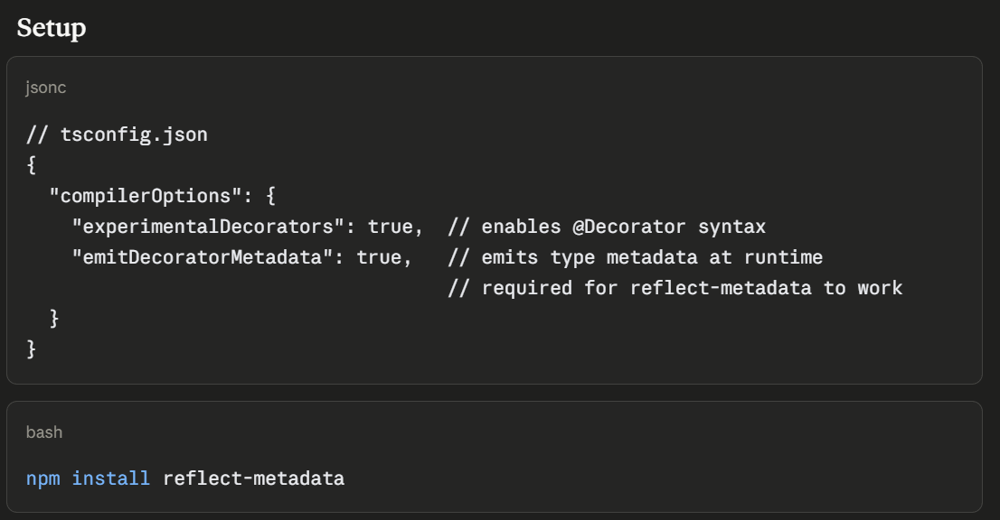 Setup
jsonc
// tsconfig.json
{
  "compilerOptions": {
    "experimentalDecorators": true,  // enables @Decorator syntax
    "emitDecoratorMetadata": true,   // emits type metadata at runtime
                                     // required for reflect-metadata to work
  }
}
bash
npm install reflect-metadata